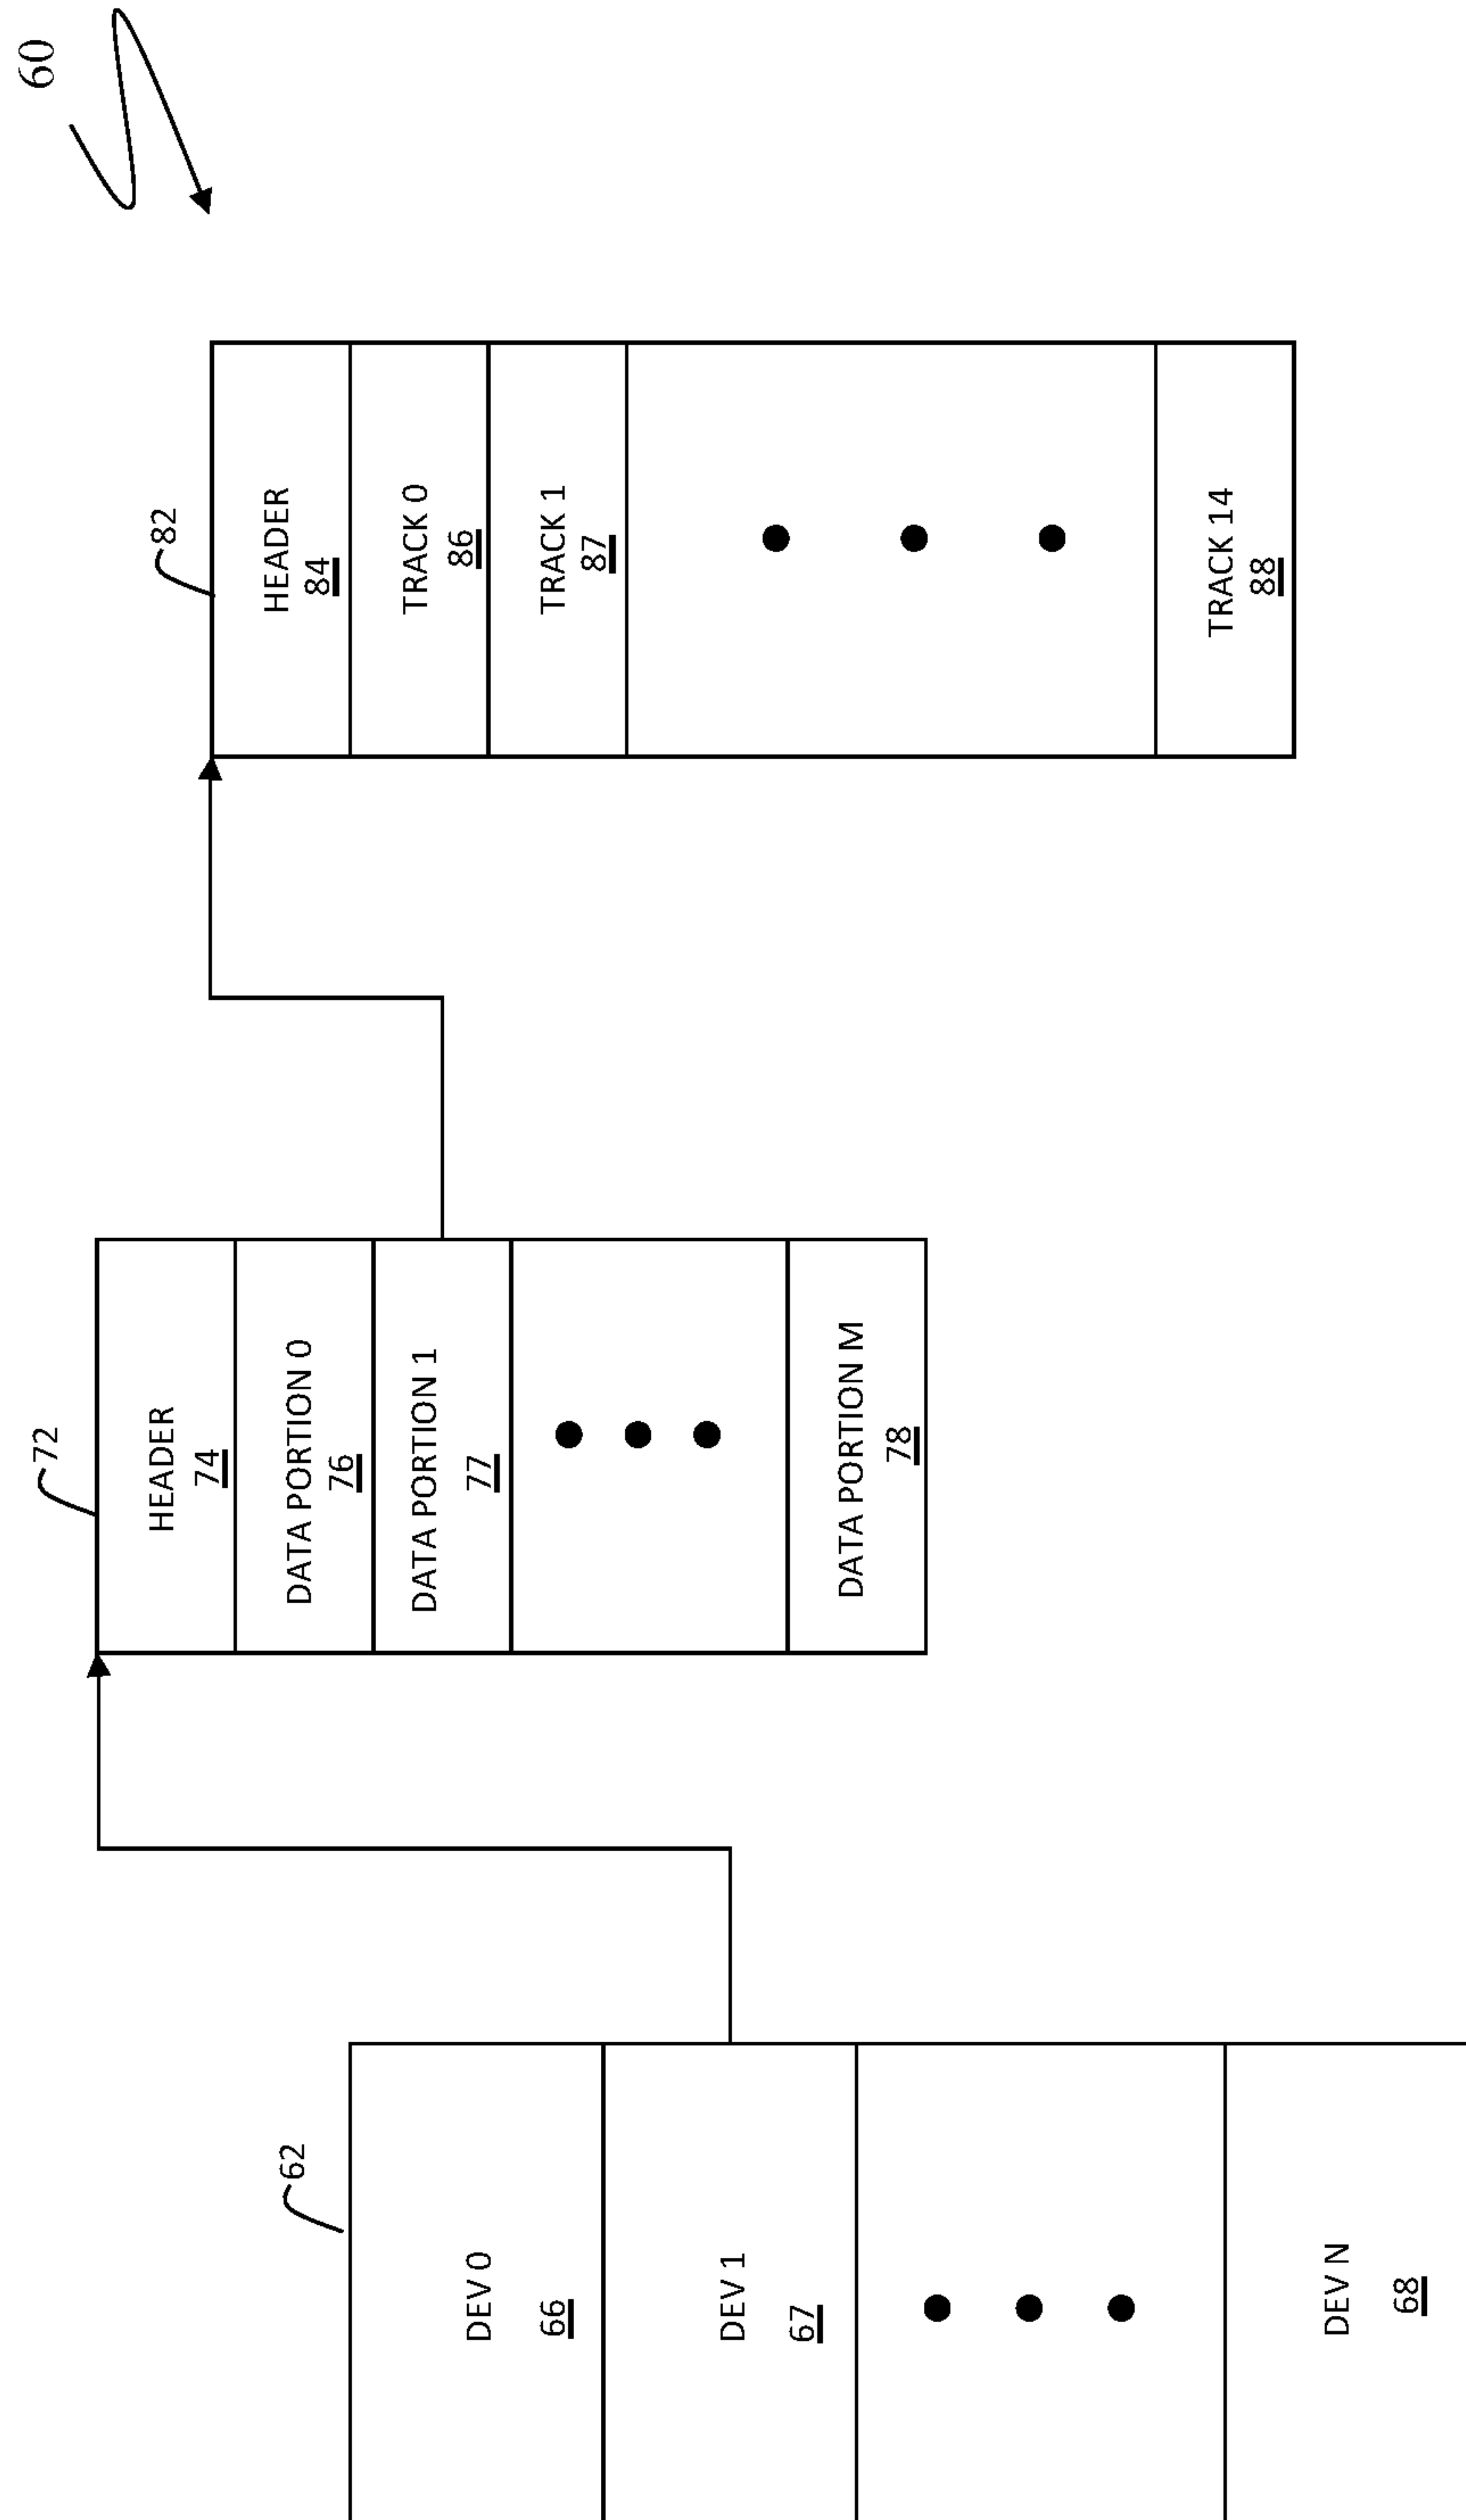 60
62
DEV 0
66
DEV 1
67
DEV N
68
72
HEADER
74
DATA PORTION 0
76
DATA PORTION 1
77
DATA PORTION M
78
82
HEADER
84
TRACK 0
86
TRACK 1
87
TRACK 14
88